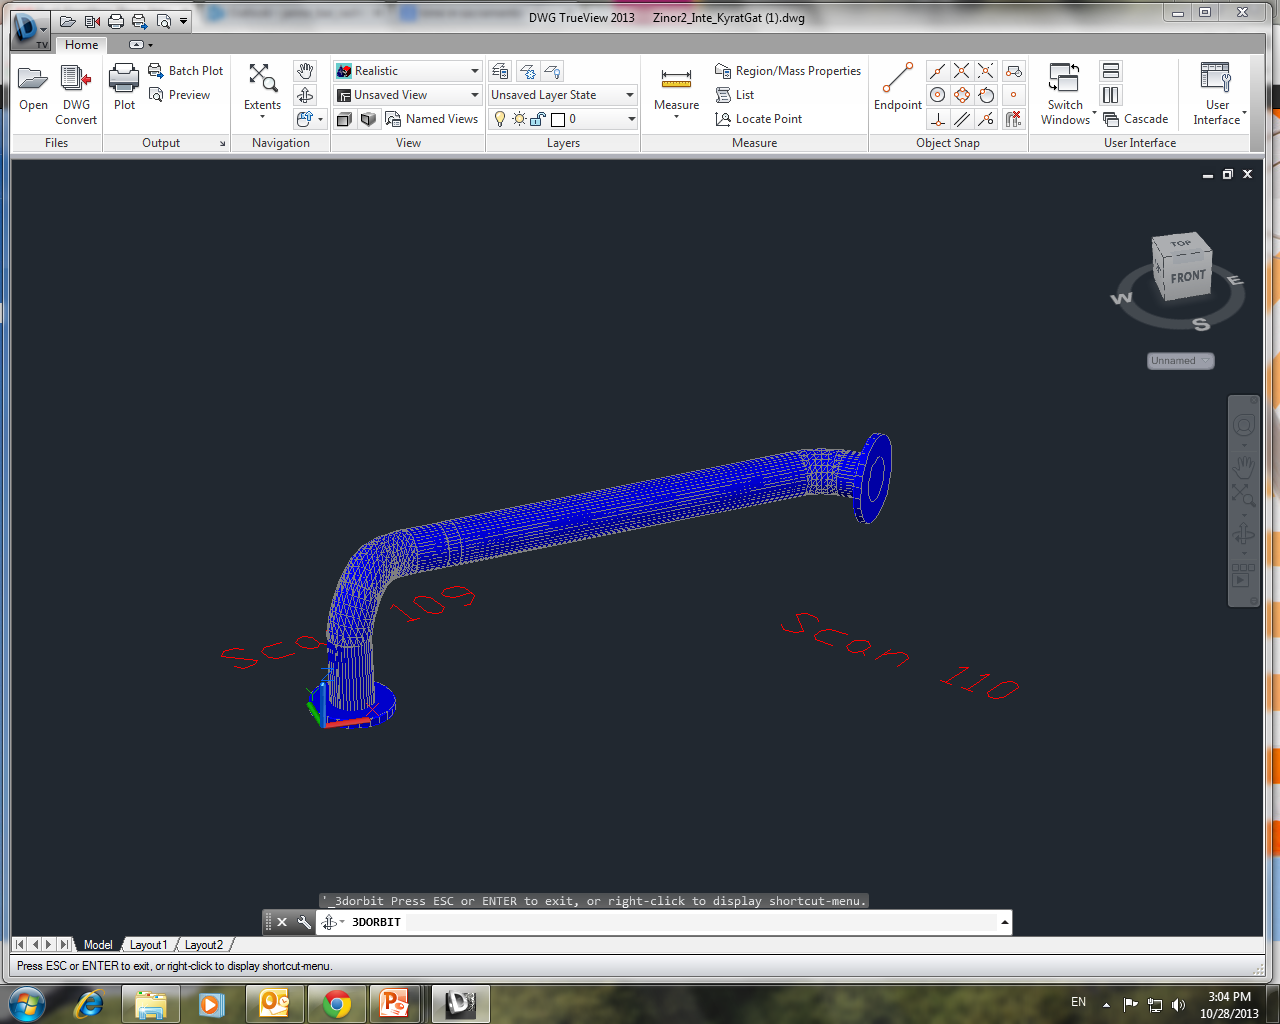 DWG TrueView 2013 Zinor2_Inte_KyratGat (1).dwg
TV
Home
Open
DWG Convert
Files
Plot
Batch Plot
Preview
Output
Extents
Navigation
Realistic
Unsaved View
Named Views
View
Unsaved Layer State
0
Layers
Measure
Region/Mass Properties
List
Locate Point
Measure
Endpoint
Object Snap
Switch Windows
Cascade
User Interface
User Interface
TOP
FRONT
W
E
S
Unnamed
109
Scan 110
'_3dorbit Press ESC or ENTER to exit, or right-click to display shortcut-menu.
3DORBIT
Model Layout1 Layout2
Press ESC or ENTER to exit, or right-click to display shortcut-menu.
EN
3:04 PM
10/28/2013